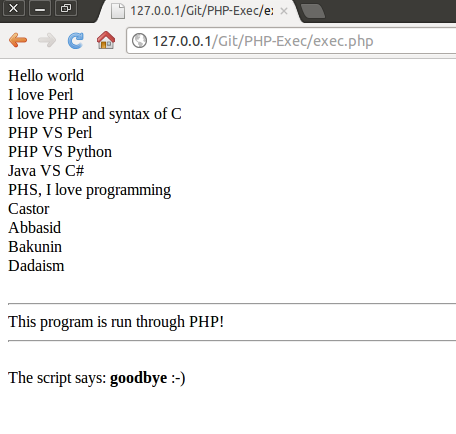 127.0.0.1/Git/PHP-Exec/ex
127.0.0.1/Git/PHP-Exec/exec.php
Hello world
I love Perl
I love PHP and syntax of C
PHP VS Perl
PHP VS Python
Java VS C#
PHS, I love programming
Castor
Abbasid
Bakunin
Dadaism
This program is run through PHP!
The script says: goodbye :-)